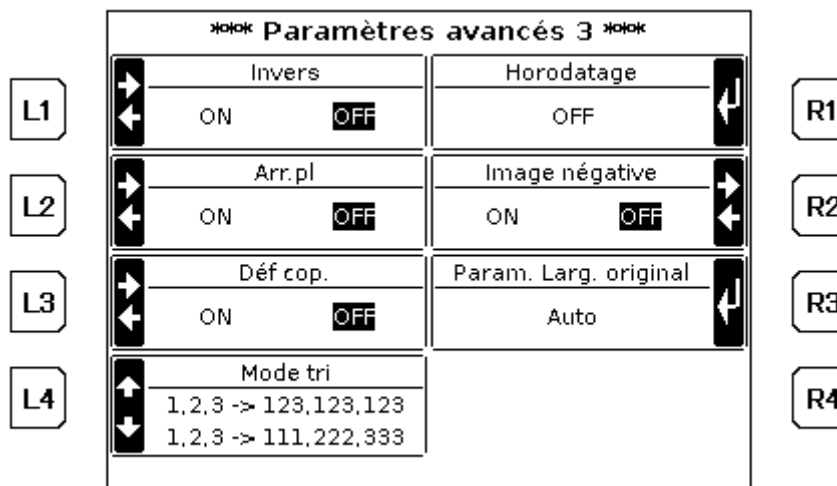 *** Paramètres avancés 3 ***
L1
Invers
ON OFF
Horodatage
OFF
R1
L2
Arr.pl
ON OFF
Image négative
ON OFF
R2
L3
Déf cop.
ON OFF
Param. Larg. original
Auto
R3
L4
Mode tri
1,2,3 -> 123,123,123
1,2,3 -> 111,222,333
R4